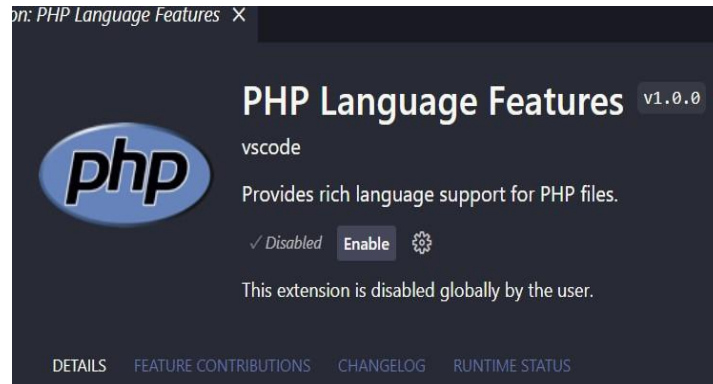 on: PHP Language Features ×
PHP Language Features v1.0.0
vscode
php
Provides rich language support for PHP files.
✓ Disabled Enable
This extension is disabled globally by the user.
DETAILS FEATURE CONTRIBUTIONS CHANGELOG RUNTIME STATUS